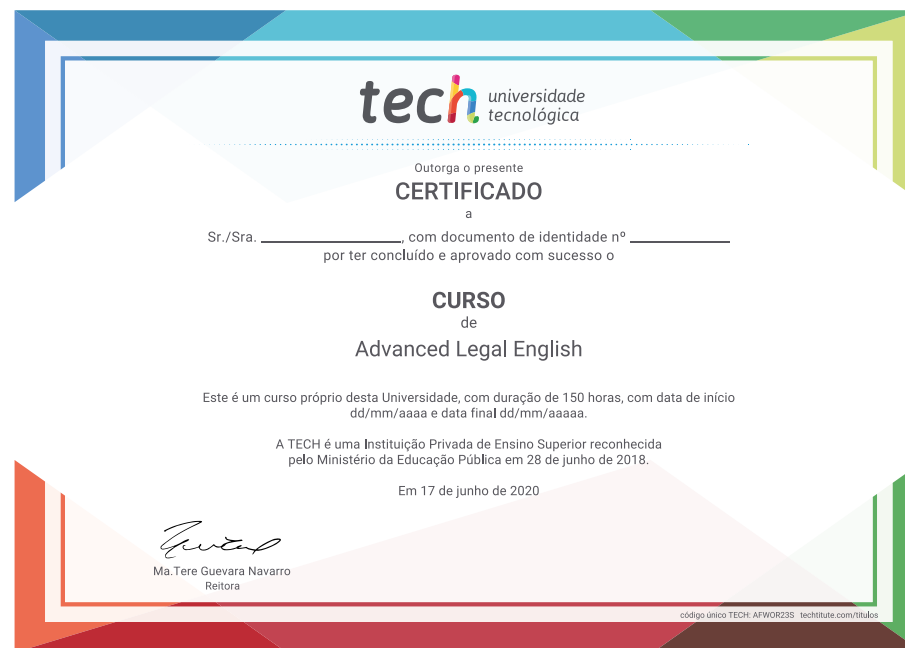 tech universidade
tecnológica
Outorga o presente
CERTIFICADO
a
Sr./Sra. ____________________, com documento de identidade nº ______________
por ter concluído e aprovado com sucesso o
CURSO
de
Advanced Legal English
Este é um curso próprio desta Universidade, com duração de 150 horas, com data de início
dd/mm/aaaa e data final dd/mm/aaaaa.
A TECH é uma Instituição Privada de Ensino Superior reconhecida
pelo Ministério da Educação Pública em 28 de junho de 2018.
Em 17 de junho de 2020
Ma.Tere Guevara Navarro
Reitora
código único TECH: AFWOR23S techtitute.com/titulos